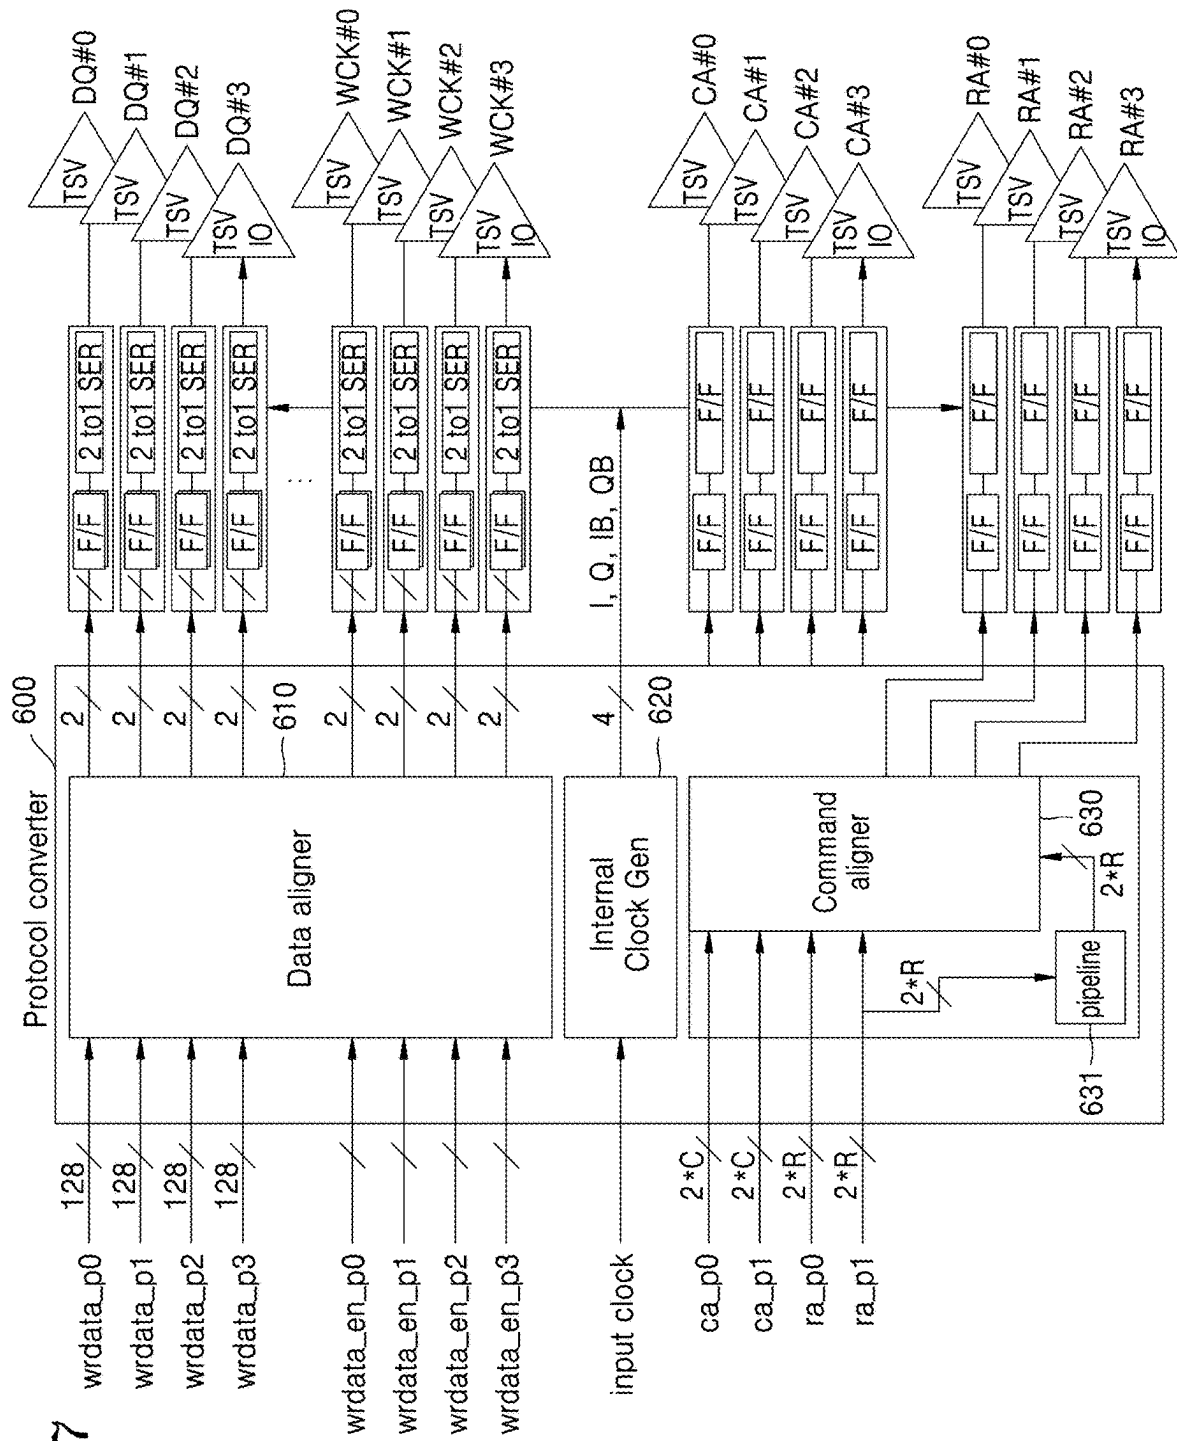 7
Protocol converter
600
wrdata_p0
128
2
F/F
2 to1 SER
TSV
DQ#0
wrdata_p1
128
2
F/F
2 to1 SER
TSV
DQ#1
wrdata_p2
128
2
F/F
2 to1 SER
TSV
DQ#2
wrdata_p3
128
2
F/F
2 to1 SER
TSV
IO
DQ#3
Data aligner
610
...
wrdata_en_p0
2
F/F
2 to1 SER
TSV
WCK#0
wrdata_en_p1
2
F/F
2 to1 SER
TSV
WCK#1
wrdata_en_p2
2
F/F
2 to1 SER
TSV
WCK#2
wrdata_en_p3
2
F/F
2 to1 SER
TSV
IO
WCK#3
input clock
Internal
Clock Gen
4
620
I, Q, IB, QB
ca_p0
2*C
F/F
F/F
TSV
CA#0
ca_p1
2*C
F/F
F/F
TSV
CA#1
ra_p0
2*R
F/F
F/F
TSV
CA#2
ra_p1
2*R
F/F
F/F
TSV
IO
CA#3
Command
aligner
630
2*R
pipeline
2*R
631
F/F
F/F
TSV
RA#0
F/F
F/F
TSV
RA#1
F/F
F/F
TSV
RA#2
F/F
F/F
TSV
IO
RA#3